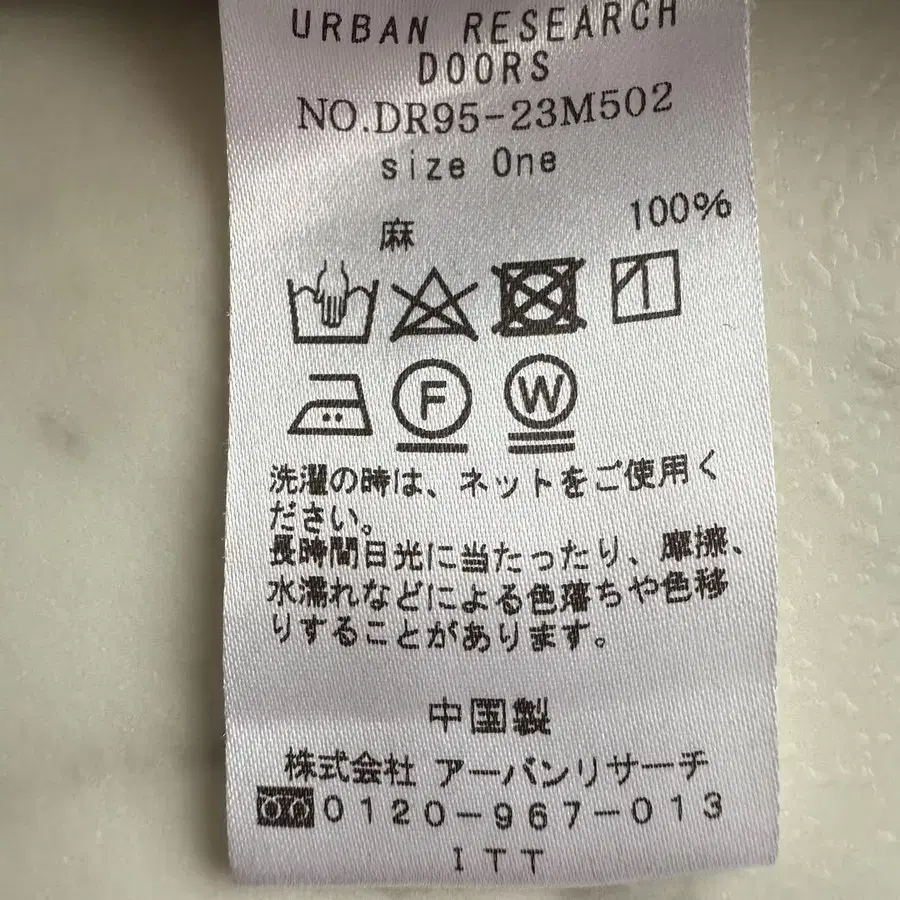 URBAN RESEARCH
DOORS
NO.DR95-23M502
size One
麻 100%
F W
洗濯の時は、ネットをご使用く
ださい。
長時間日光に当たったり、摩擦、
水濡れなどによる色落ちや色移
りすることがあります。
中国製
株式会社 アーバンリサーチ
0120-967-013
ITT